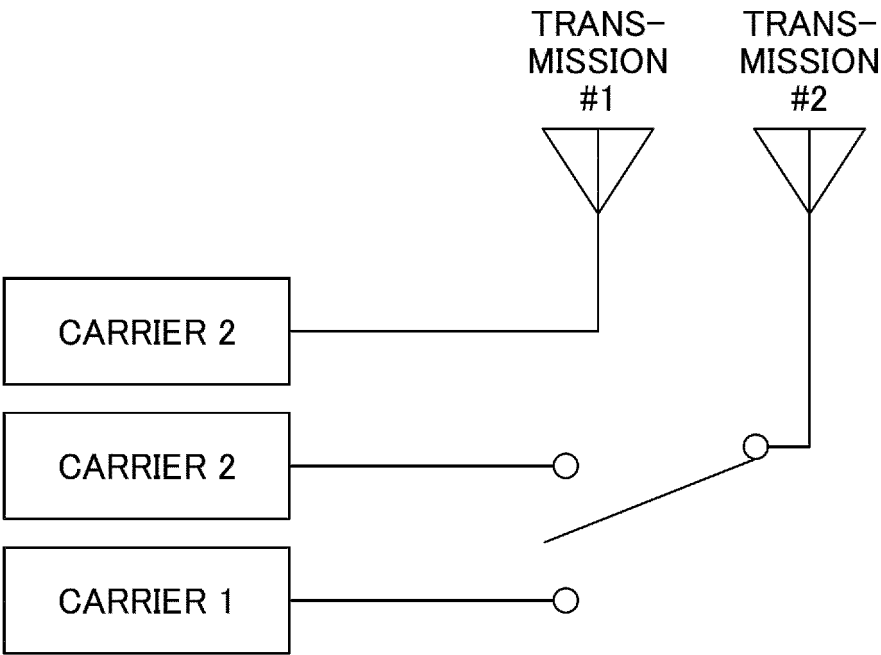 TRANS-
MISSION
#1
TRANS-
MISSION
#2
CARRIER 2
CARRIER 2
CARRIER 1